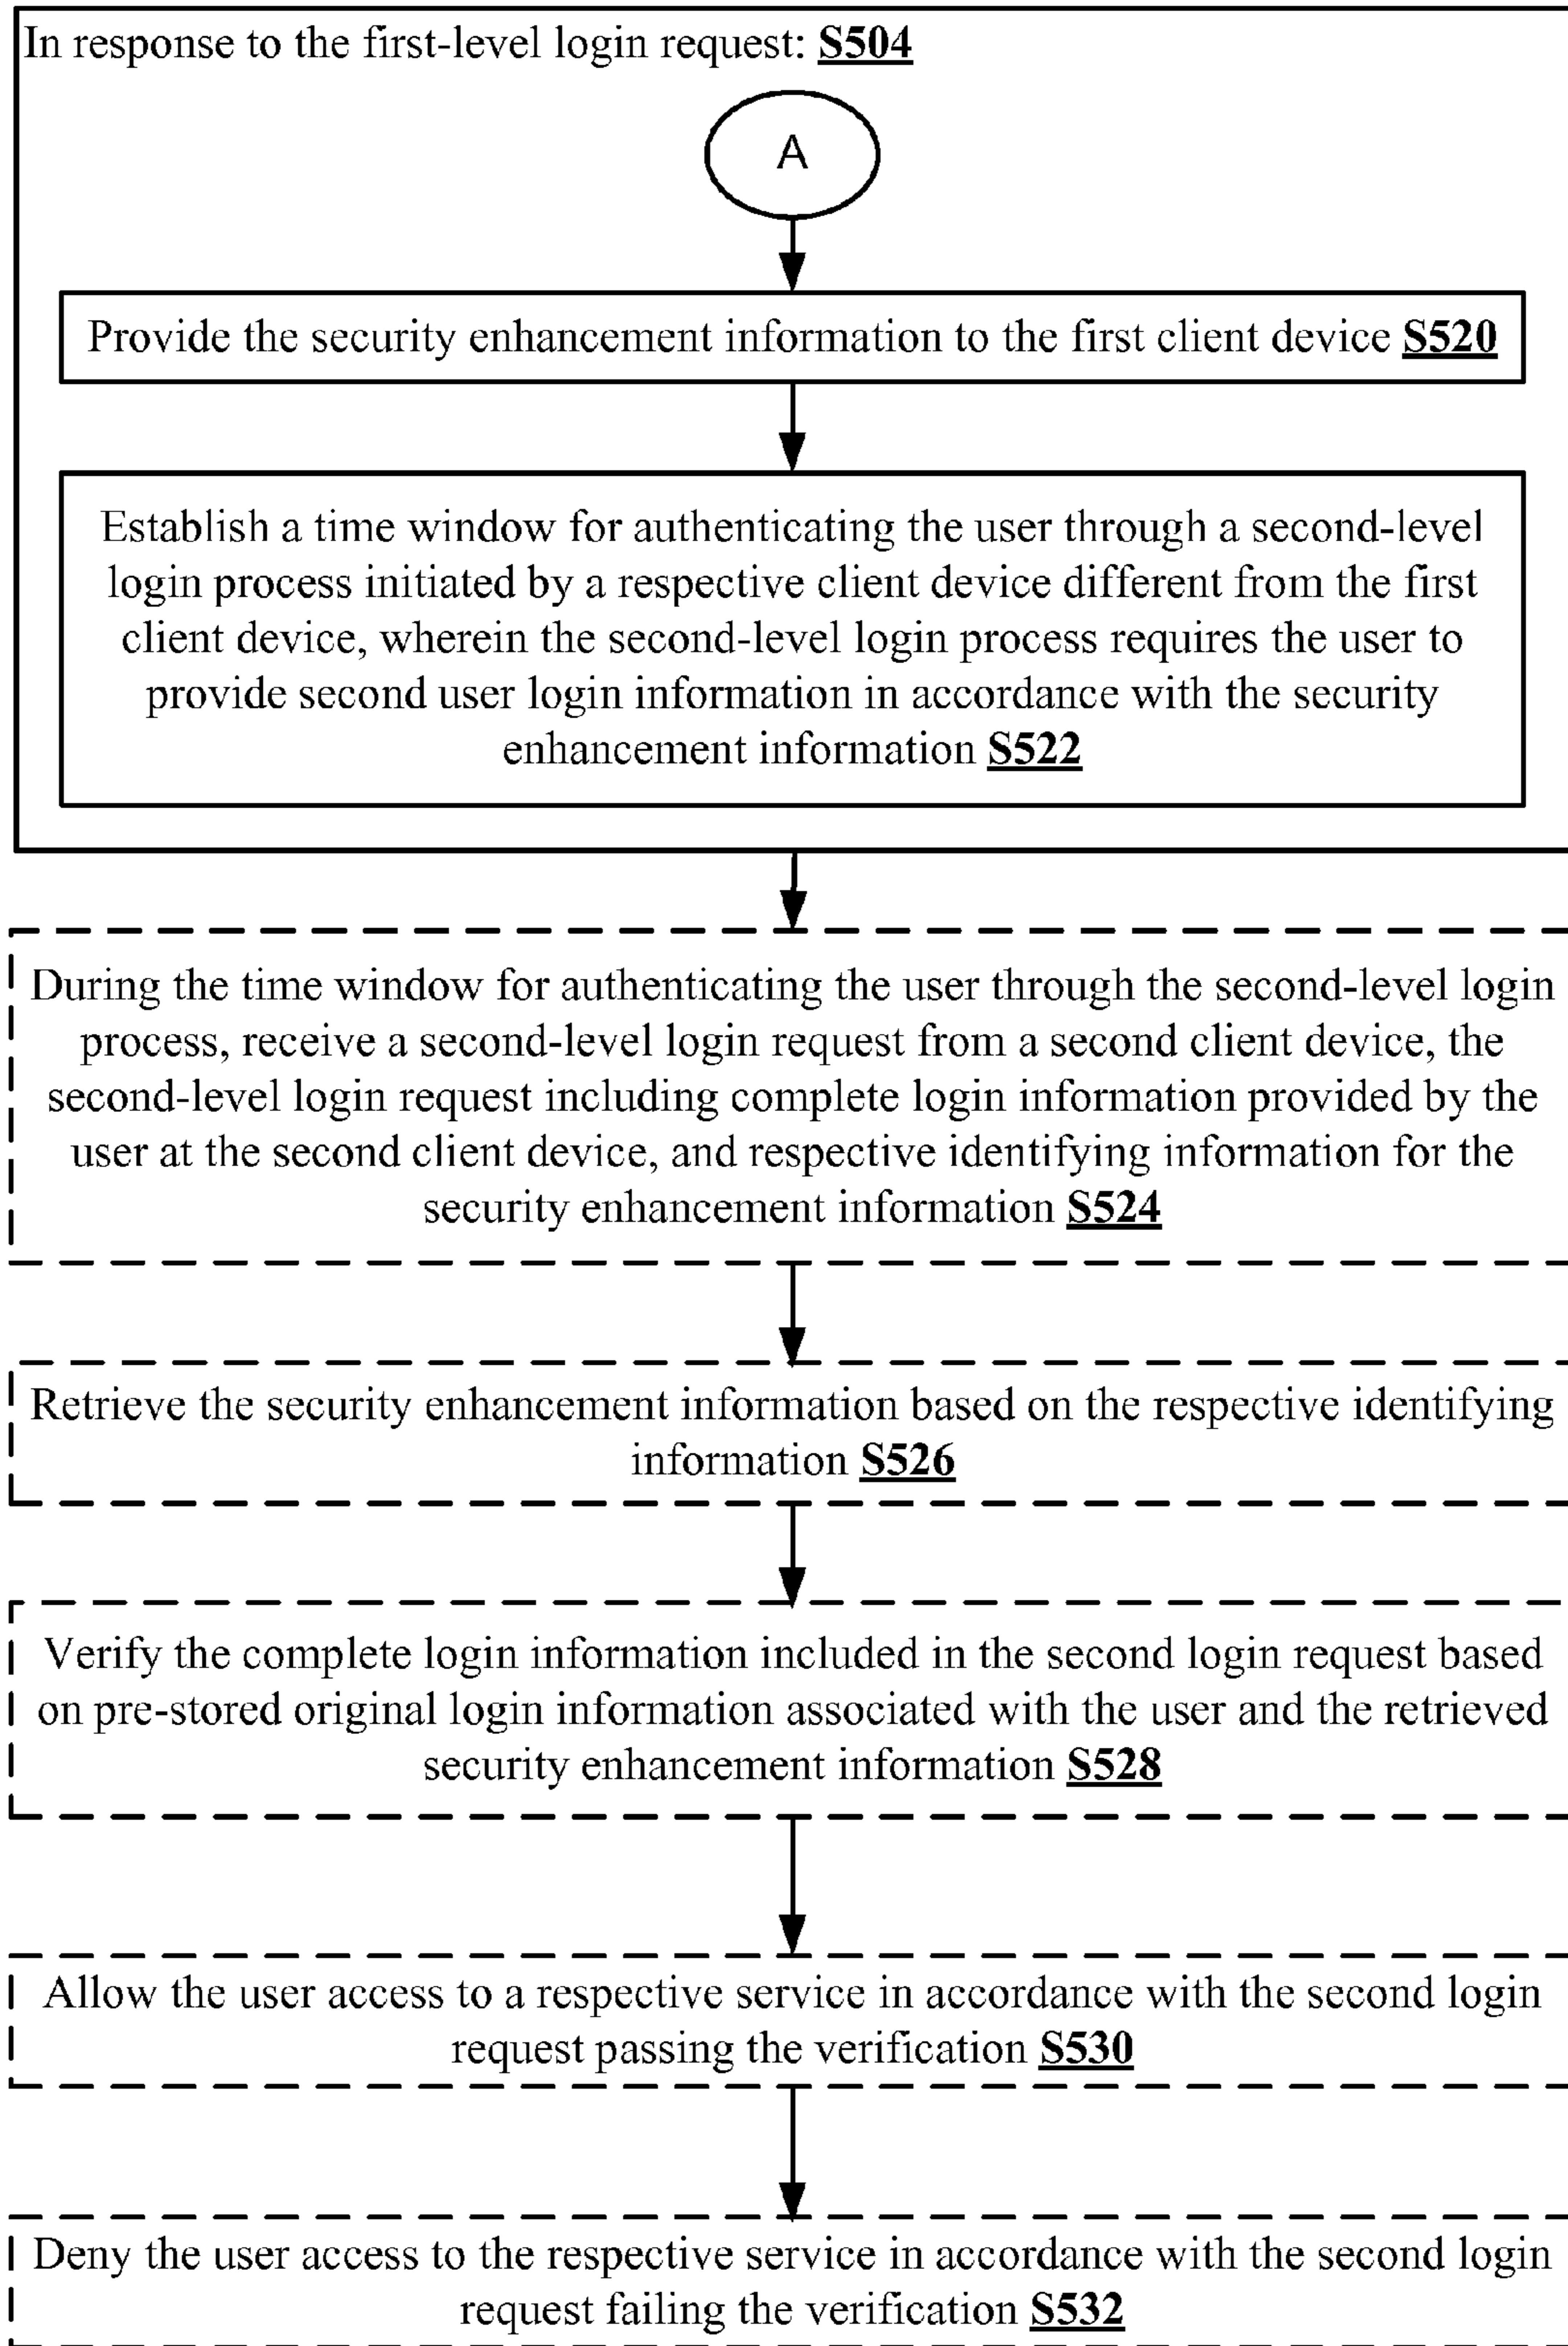 In response to the first-level login request: S504
A
Provide the security enhancement information to the first client device S520
Establish a time window for authenticating the user through a second-level
login process initiated by a respective client device different from the first
client device, wherein the second-level login process requires the user to
provide second user login information in accordance with the security
enhancement information S522
During the time window for authenticating the user through the second-level login
process, receive a second-level login request from a second client device, the
second-level login request including complete login information provided by the
user at the second client device, and respective identifying information for the
security enhancement information S524
Retrieve the security enhancement information based on the respective identifying
information S526
Verify the complete login information included in the second login request based
on pre-stored original login information associated with the user and the retrieved
security enhancement information S528
Allow the user access to a respective service in accordance with the second login
request passing the verification S530
Deny the user access to the respective service in accordance with the second login
request failing the verification S532